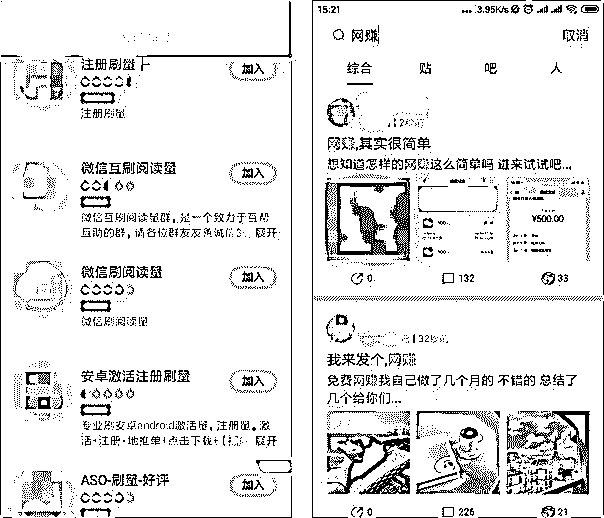 注册刷量
加入
注册刷量
微信互刷阅读量
加入
微信互刷阅读量群,是一个致力于互帮
互助的群,请各位群友友善诚信 展开
微信刷阅读量
加入
微信刷阅读量
安卓激活注册刷量
加入
专业刷安卓android激活量,注册量。激
活+注册+地推单+点击下载+ 展开
ASO-刷量-好评
加入
15:21 3.95K/s
网赚 取消
综合 贴 吧 人
网赚,其实很简单
想知道怎样的网赚这么简单吗 进来试试吧...
¥500.00
0 132 33
我来发个,网赚
免费网赚我自己做了几个月的 不错的 总结了
几个给你们...
0 226 21